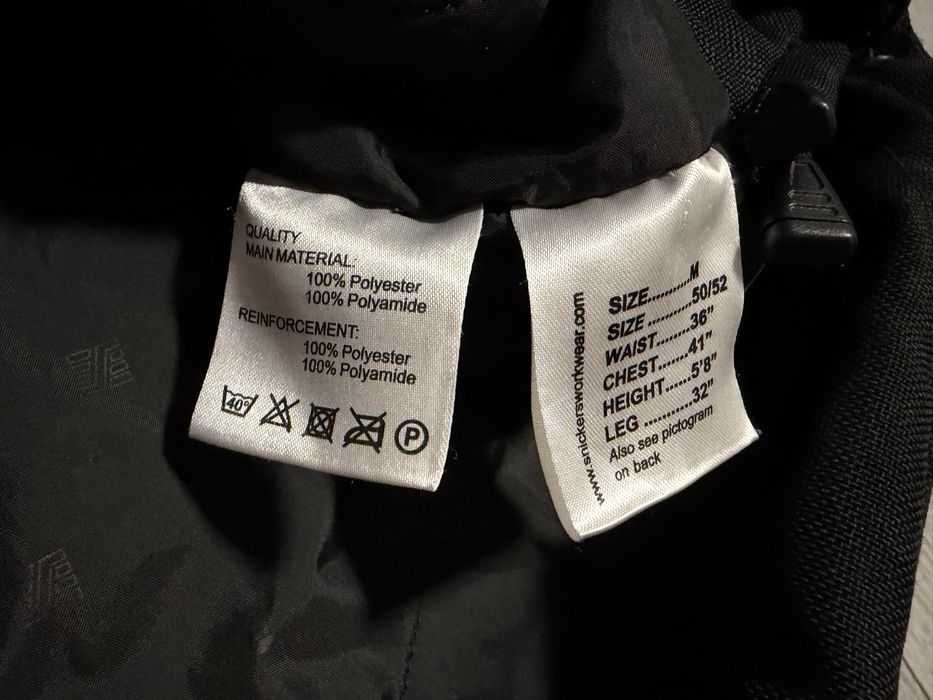 QUALITY
MAIN MATERIAL:
100% Polyester
100% Polyamide
REINFORCEMENT:
100% Polyester
100% Polyamide
40°
P
www.snickersworkwear.com
SIZE...........M
SIZE ...........50/52
WAIST.......36"
CHEST.......41"
HEIGHT......5'8"
LEG ...........32"
Also see pictogram
on back